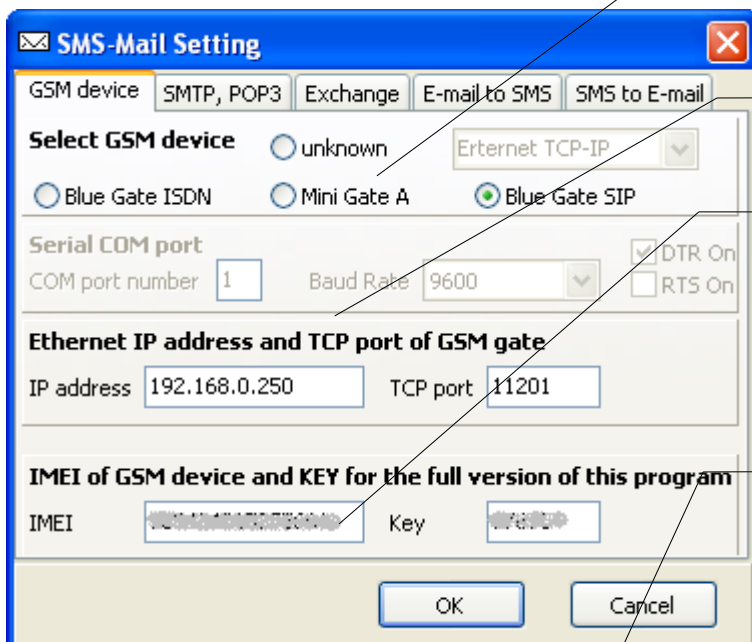 SMS-Mail Setting
GSM device SMTP, POP3 Exchange E-mail to SMS SMS to E-mail
Select GSM device unknown Erternet TCP-IP
Blue Gate ISDN Mini Gate A Blue Gate SIP
Serial COM port DTR On
COM port number 1 Baud Rate 9600 RTS On
Ethernet IP address and TCP port of GSM gate
IP address 192.168.0.250 TCP port 11201
IMEI of GSM device and KEY for the full version of this program
IMEI Key
OK Cancel